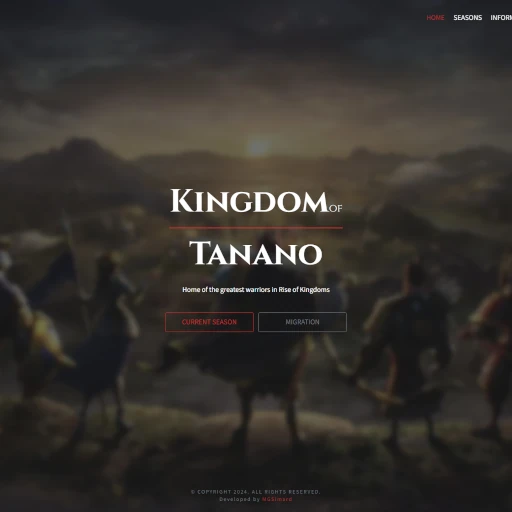 HOME SEASONS INFORM
KINGDOM OF
TANANO
Home of the greatest warriors in Rise of Kingdoms
CURRENT SEASON MIGRATION
© COPYRIGHT 2024, ALL RIGHTS RESERVED.
Developed by